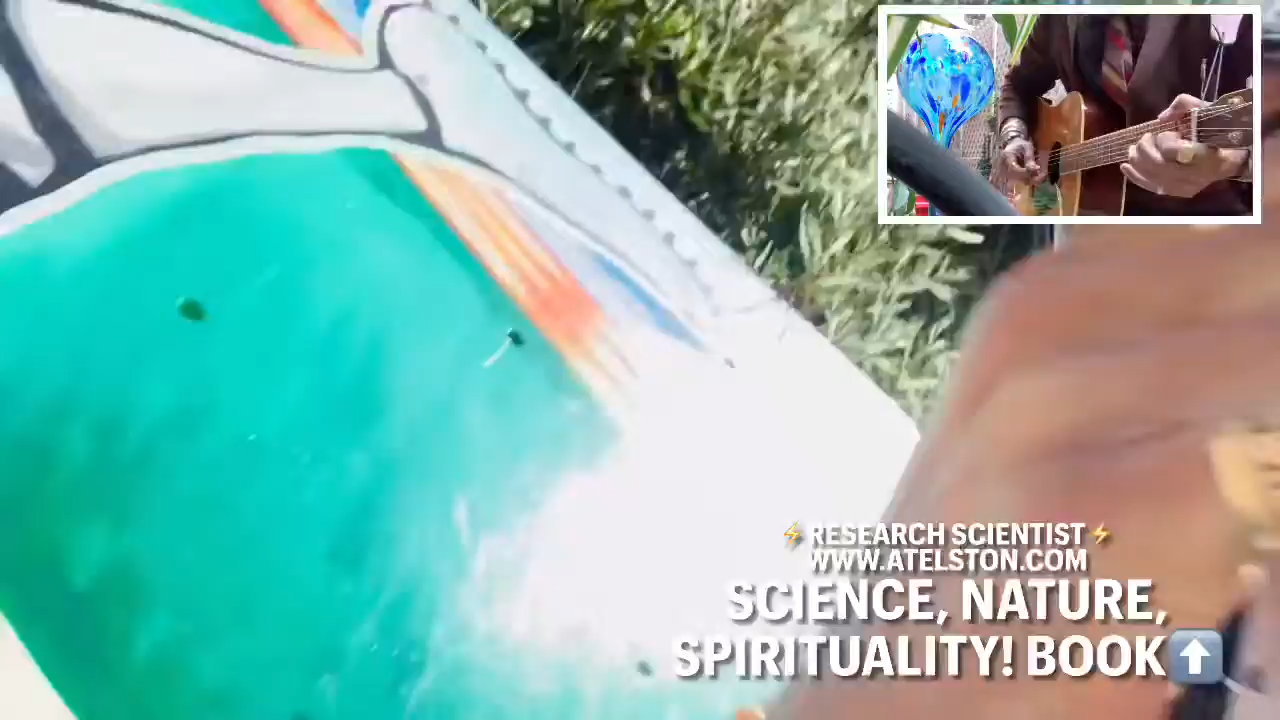 ⚡RESEARCH SCIENTIST⚡
WWW.ATELSTON.COM
SCIENCE, NATURE,
SPIRITUALITY! BOOK⬆️